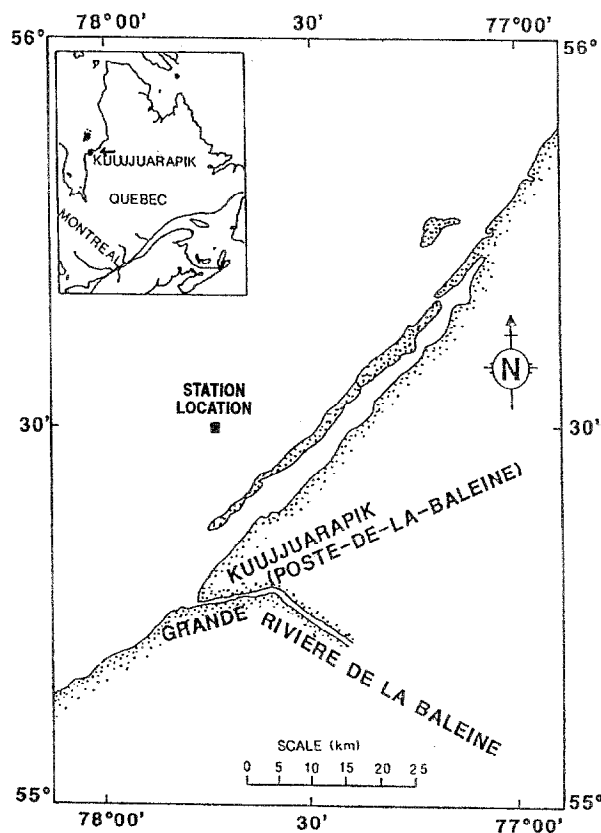 78°00' 30' 77°00'
56° 56°
KUUJJUARAPIK
QUEBEC
MONTREAL
N
STATION
LOCATION
30' 30'
KUUJJUARAPIK
(POSTE-DE-LA-BALEINE)
GRANDE RIVIÈRE DE LA BALEINE
SCALE (km)
0 5 10 15 20 25
55° 55°
78°00' 30' 77°00'